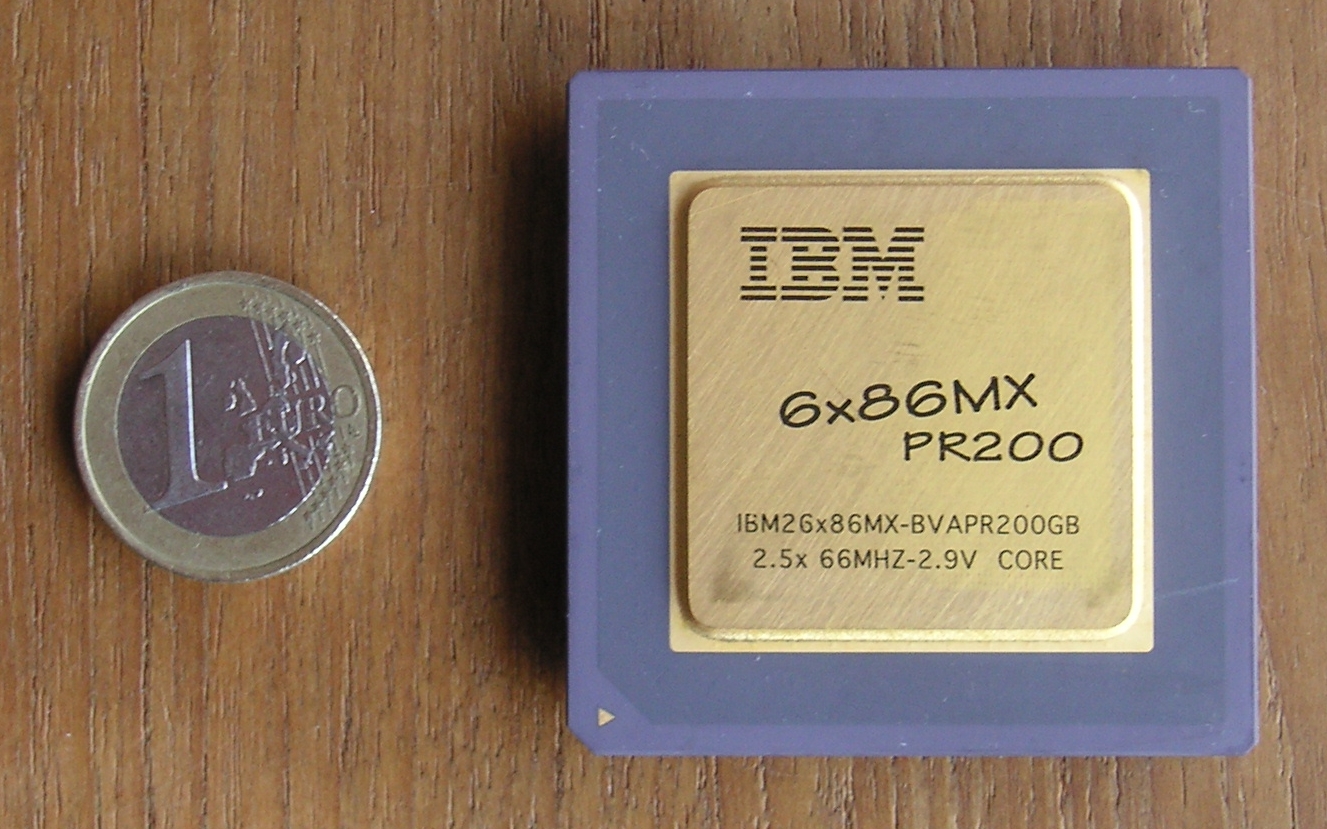 1 EURO
IBM
6x86MX
PR200
IBM26x86MX-BVAPR200GB
2.5x 66MHZ-2.9V CORE